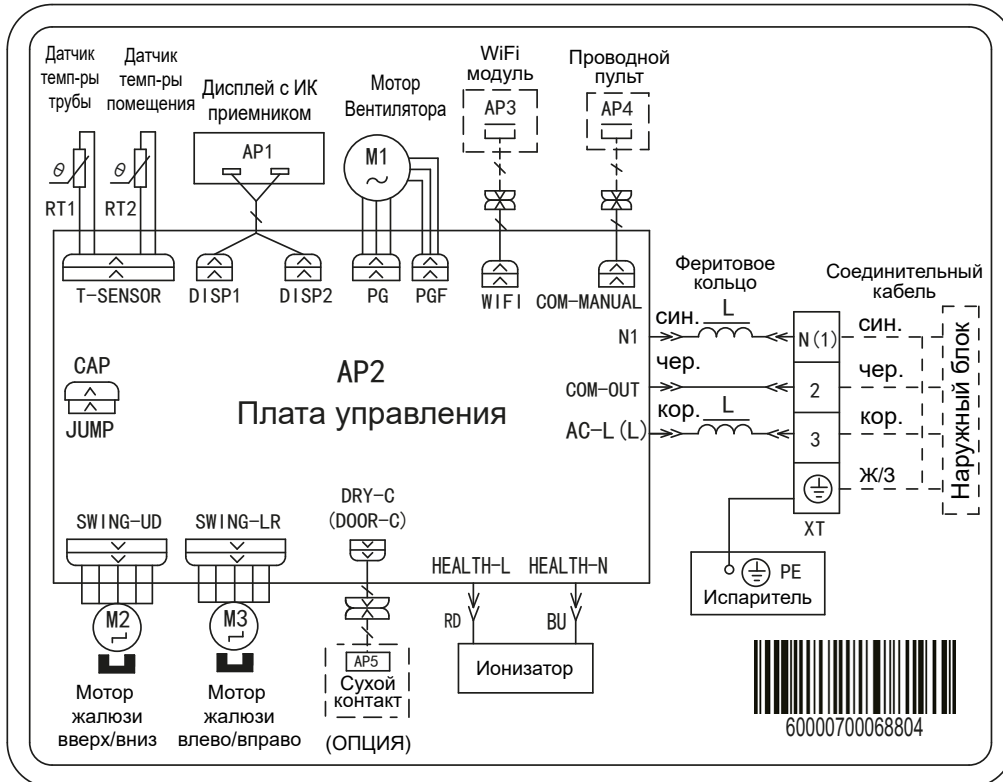 Датчик
темп-ры
трубы
Датчик
темп-ры
помещения
Дисплей с ИК
приемником
Мотор
Вентилятора
WiFi
модуль
Проводной
пульт
AP1
M1
AP3
AP4
θ
RT1
θ
RT2
T-SENSOR
DISP1
DISP2
PG
PGF
WIFI
COM-MANUAL
Феритовое
кольцо
Соединительный
кабель
N1
син.
L
N(1)
син.
чер.
COM-OUT
2
чер.
кор.
L
AC-L(L)
3
кор.
Ж/З
XT
Наружный блок
CAP
JUMP
AP2
Плата управления
SWING-UD
SWING-LR
DRY-C
(DOOR-C)
HEALTH-L
HEALTH-N
PE
Испаритель
M2
M3
RD
BU
AP5
Сухой
контакт
(ОПЦИЯ)
Ионизатор
Мотор
жалюзи
вверх/вниз
Мотор
жалюзи
влево/вправо
60000700068804